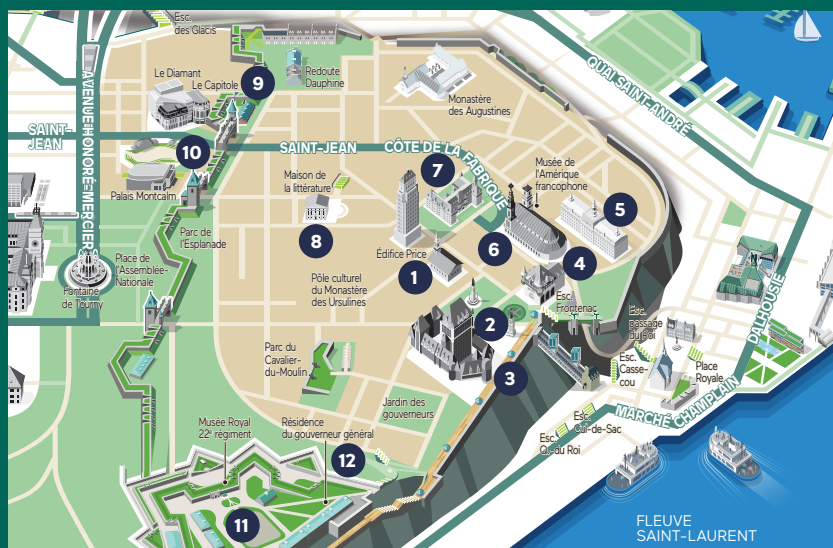 Esc.
des Glacis
AVENUE HONORÉ-MERCIER
Le Diamant
Le Capitole
9
Redoute
Dauphine
Monastère
des Augustines
QUAI SAINT-ANDRÉ
SAINT-
JEAN
10
SAINT-JEAN
CÔTE DE LA FABRIQUE
Palais Montcalm
Maison de
la littérature
7
Musée de
l'Amérique
francophone
5
8
Parc de
l'Esplanade
Édifice Price
6
1
4
Place de
l'Assemblée-
Nationale
Fontaine
de Tourny
Pôle culturel
du Monastère
des Ursulines
Esc.
Frontenac
2
Esc.
passage
du Roi
DALHOUSIE
Parc du
Cavalier-
du-Moulin
3
Esc.
Casse-
cou
Place
Royale
Jardin des
gouverneurs
MARCHÉ CHAMPLAIN
Musée Royal
22e régiment
Résidence
du gouverneur général
Esc.
Cul-de-Sac
Esc.
Q. du Roi
12
11
FLEUVE
SAINT-LAURENT